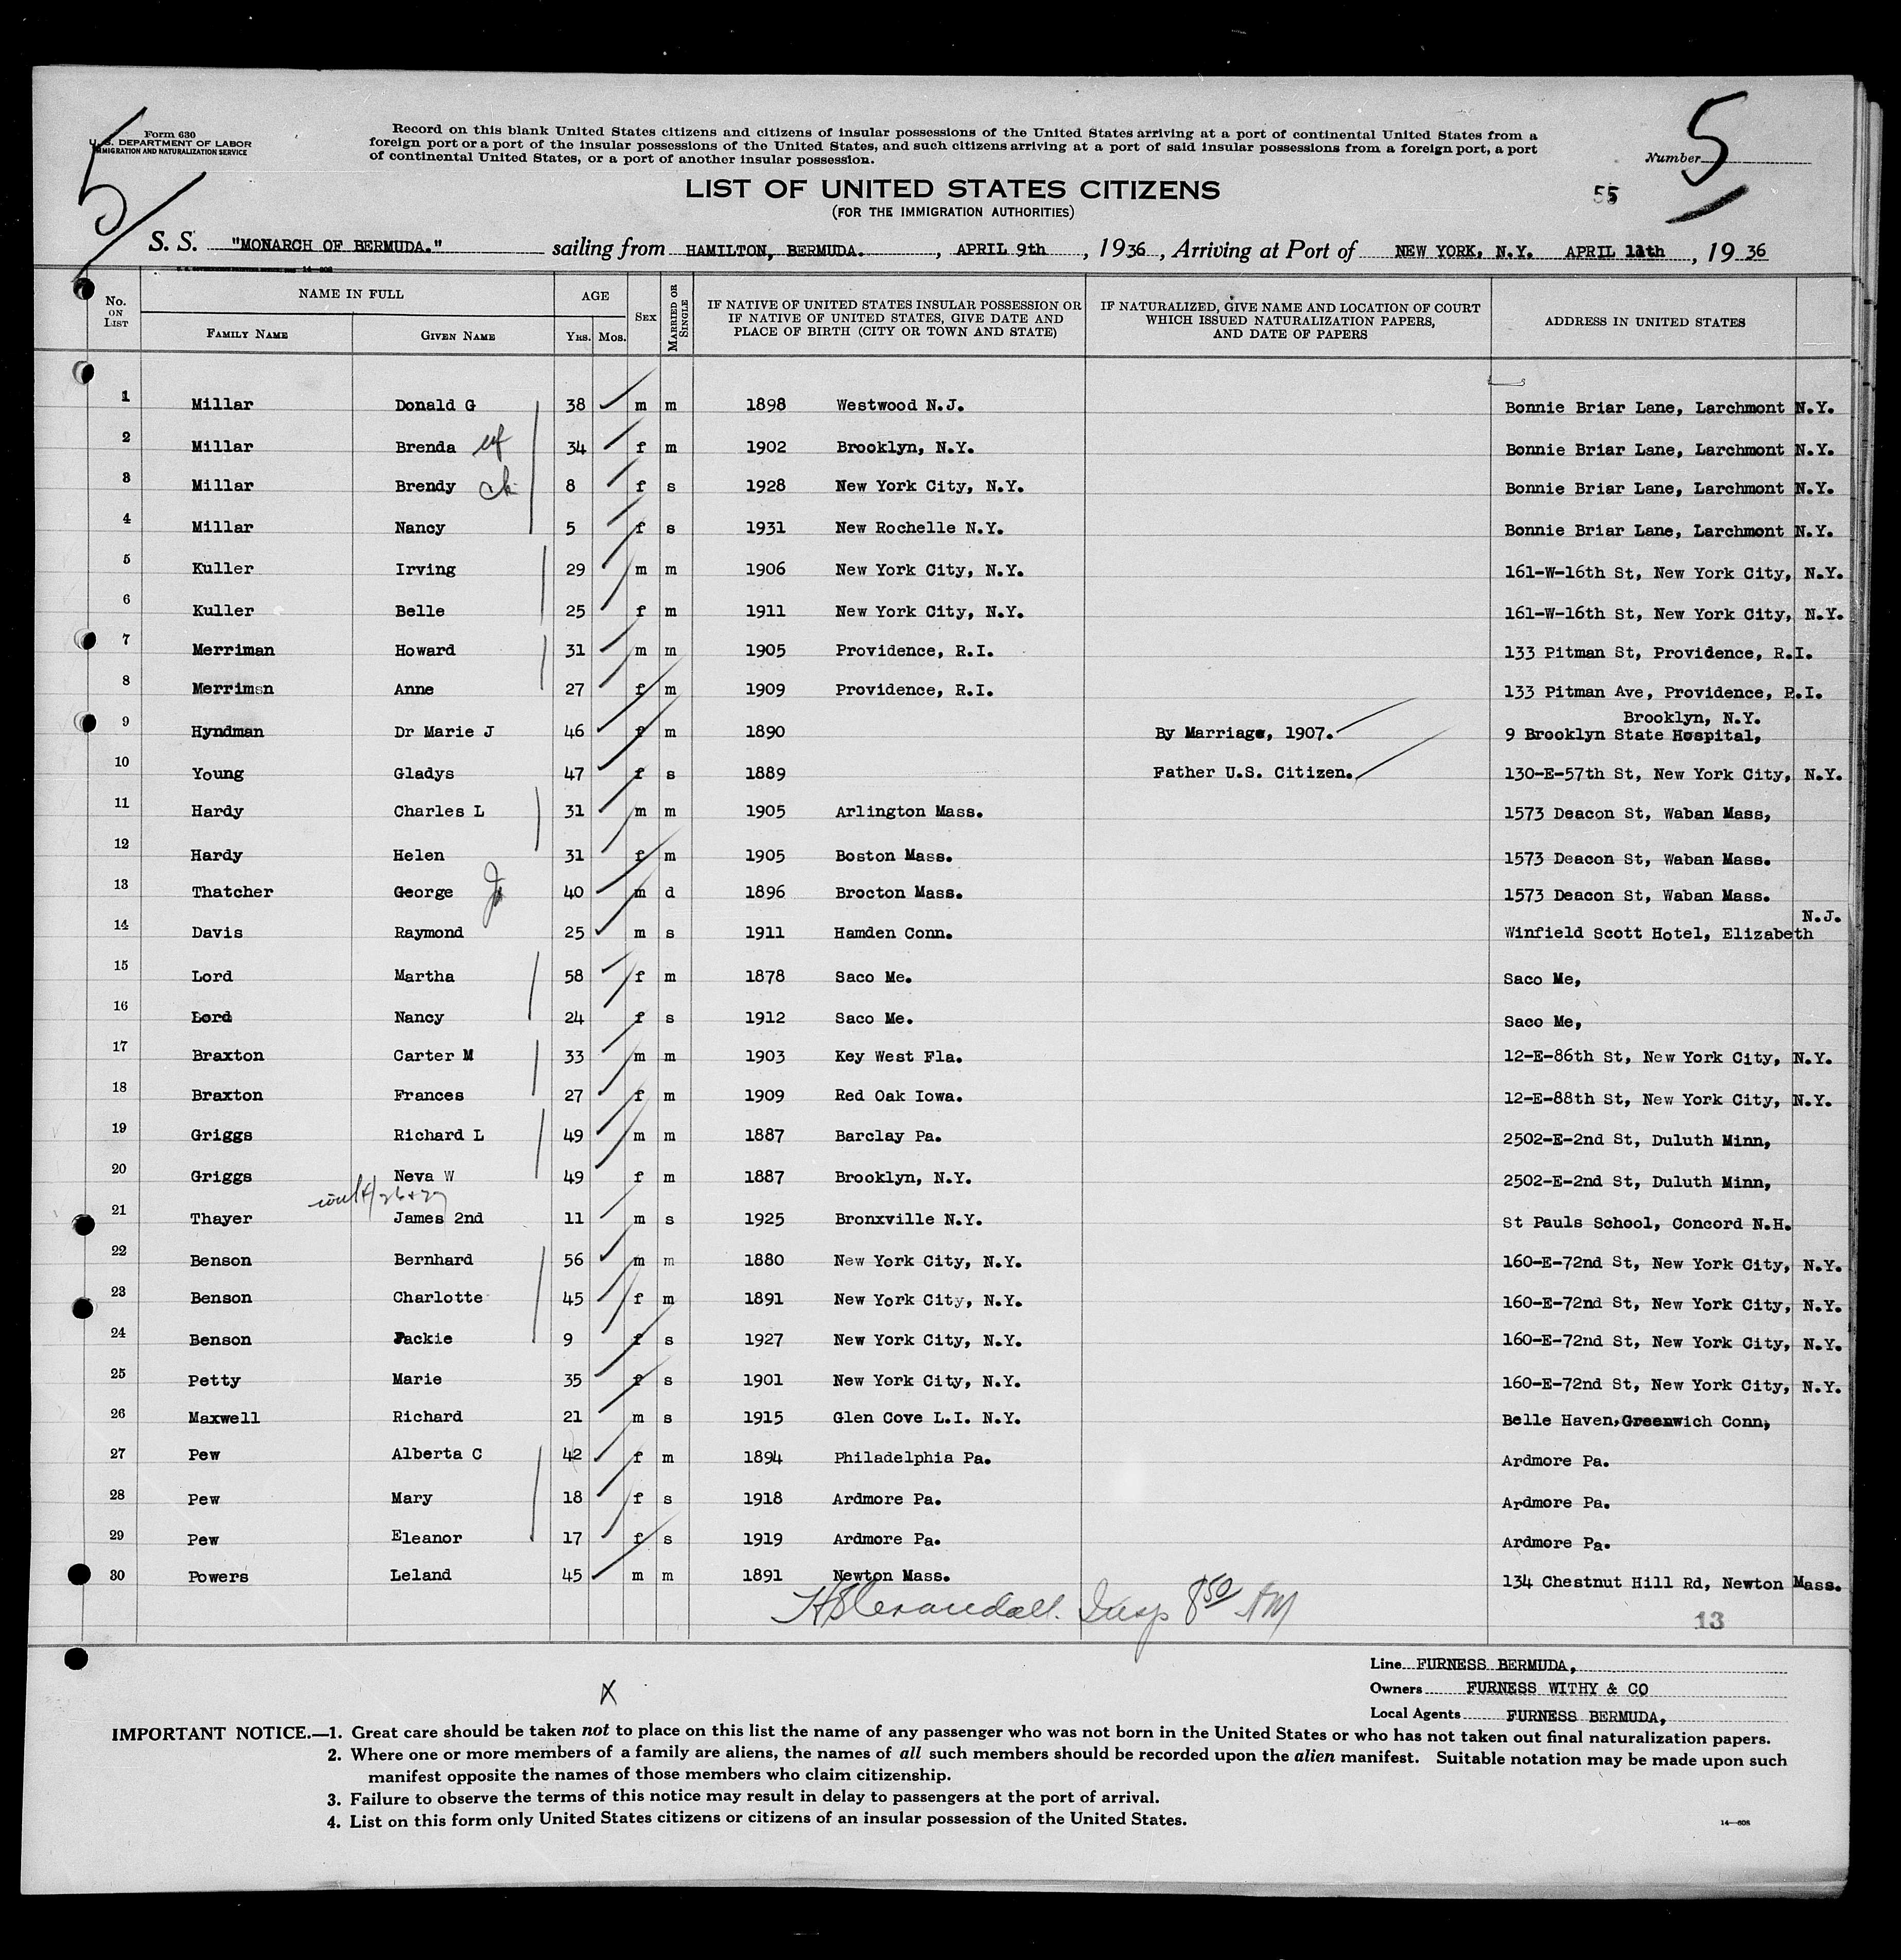 5
5
Form 630
U. S. DEPARTMENT OF LABOR
IMMIGRATION AND NATURALIZATION SERVICE
Record on this blank United States citizens and citizens of insular possessions of the United States arriving at a port of continental United States from a
foreign port or a port of the insular possessions of the United States, and such citizens arriving at a port of said insular possessions from a foreign port, a port
of continental United States, or a port of another insular possession.
Number
LIST OF UNITED STATES CITIZENS
55
(FOR THE IMMIGRATION AUTHORITIES)
S. S. "MONARCH OF BERMUDA." sailing from HAMILTON, BERMUDA. , APRIL 9th , 1936 , Arriving at Port of NEW YORK, N.Y. APRIL 11th , 19 36
No. ON LIST NAME IN FULL FAMILY NAME GIVEN NAME AGE YRS. MOS. SEX MARRIED OR SINGLE IF NATIVE OF UNITED STATES INSULAR POSSESSION OR IF NATIVE OF UNITED STATES, GIVE DATE AND PLACE OF BIRTH (CITY OR TOWN AND STATE) IF NATURALIZED, GIVE NAME AND LOCATION OF COURT WHICH ISSUED NATURALIZATION PAPERS, AND DATE OF PAPERS ADDRESS IN UNITED STATES
1 Millar Donald G 38 m m 1898 Westwood N.J. Bonnie Briar Lane, Larchmont N.Y.
2 Millar Brenda wf 34 f m 1902 Brooklyn, N.Y. Bonnie Briar Lane, Larchmont N.Y.
3 Millar Brendy ch 8 f s 1928 New York City, N.Y. Bonnie Briar Lane, Larchmont N.Y.
4 Millar Nancy 5 f s 1931 New Rochelle N.Y. Bonnie Briar Lane, Larchmont N.Y.
5 Kuller Irving 29 m m 1906 New York City, N.Y. 161-W-16th St, New York City, N.Y.
6 Kuller Belle 25 f m 1911 New York City, N.Y. 161-W-16th St, New York City, N.Y.
7 Merriman Howard 31 m m 1905 Providence, R.I. 133 Pitman St, Providence, R.I.
8 Merriman Anne 27 f m 1909 Providence, R.I. 133 Pitman Ave, Providence, R.I.
Brooklyn, N.Y.
9 Hyndman Dr Marie J 46 f m 1890 By Marriage, 1907. 9 Brooklyn State Hospital,
10 Young Gladys 47 f s 1889 Father U.S. Citizen. 130-E-57th St, New York City, N.Y.
11 Hardy Charles L 31 m m 1905 Arlington Mass. 1573 Deacon St, Waban Mass,
12 Hardy Helen 31 f m 1905 Boston Mass. 1573 Deacon St, Waban Mass.
13 Thatcher George Jr 40 m d 1896 Brocton Mass. 1573 Deacon St, Waban Mass.
N.J.
14 Davis Raymond 25 m s 1911 Hamden Conn. Winfield Scott Hotel, Elizabeth
15 Lord Martha 58 f m 1878 Saco Me. Saco Me,
16 Lord Nancy 24 f s 1912 Saco Me. Saco Me,
17 Braxton Carter M 33 m m 1903 Key West Fla. 12-E-86th St, New York City, N.Y.
18 Braxton Frances 27 f m 1909 Red Oak Iowa. 12-E-88th St, New York City, N.Y.
19 Griggs Richard L 49 m m 1887 Barclay Pa. 2502-E-2nd St, Duluth Minn,
20 Griggs Neva W 49 f m 1887 Brooklyn, N.Y. 2502-E-2nd St, Duluth Minn,
21 Thayer James 2nd 11 m s 1925 Bronxville N.Y. St Pauls School, Concord N.H.
22 Benson Bernhard 56 m m 1880 New York City, N.Y. 160-E-72nd St, New York City, N.Y.
23 Benson Charlotte 45 f m 1891 New York City, N.Y. 160-E-72nd St, New York City, N.Y.
24 Benson Jackie 9 f s 1927 New York City, N.Y. 160-E-72nd St, New York City, N.Y.
25 Petty Marie 35 f s 1901 New York City, N.Y. 160-E-72nd St, New York City, N.Y.
26 Maxwell Richard 21 m s 1915 Glen Cove L.I. N.Y. Belle Haven,Greenwich Conn,
27 Pew Alberta C 42 f m 1894 Philadelphia Pa. Ardmore Pa.
28 Pew Mary 18 f s 1918 Ardmore Pa. Ardmore Pa.
29 Pew Eleanor 17 f s 1919 Ardmore Pa. Ardmore Pa.
30 Powers Leland 45 m m 1891 Newton Mass. 134 Chestnut Hill Rd, Newton Mass.
Insp 8 50 AM
13
Line FURNESS BERMUDA,
Owners FURNESS WITHY & CO
Local Agents FURNESS BERMUDA,
X
IMPORTANT NOTICE.—1. Great care should be taken not to place on this list the name of any passenger who was not born in the United States or who has not taken out final naturalization papers.
2. Where one or more members of a family are aliens, the names of all such members should be recorded upon the alien manifest. Suitable notation may be made upon such
manifest opposite the names of those members who claim citizenship.
3. Failure to observe the terms of this notice may result in delay to passengers at the port of arrival.
4. List on this form only United States citizens or citizens of an insular possession of the United States.
14—608